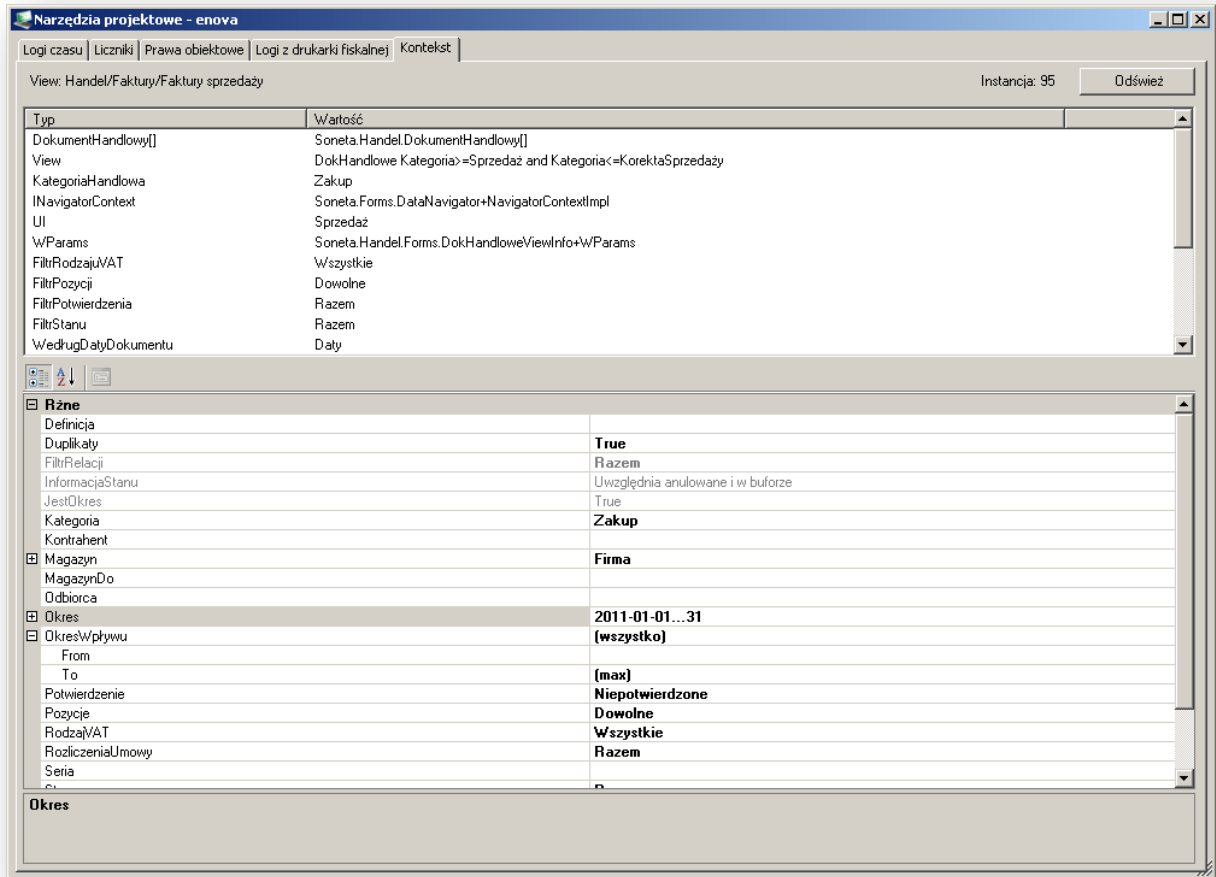 Narzędzia projektowe - enova
Logi czasu Liczniki Prawa obiektowe Logi z drukarki fiskalnej Kontekst
View: Handel/Faktury/Faktury sprzedaży Instancja: 95 Odśwież
Typ Wartość
DokumentHandlowy[] Soneta.Handel.DokumentHandlowy[]
View DokHandlowe Kategoria>=Sprzedaż and Kategoria<=KorektaSprzedaży
KategoriaHandlowa Zakup
INavigatorContext Soneta.Forms.DataNavigator+NavigatorContextImpl
UI Sprzedaż
WParams Soneta.Handel.Forms.DokHandloweViewInfo+WParams
FiltrRodzajuVAT Wszystkie
FiltrPozycji Dowolne
FiltrPotwierdzenia Razem
FiltrStanu Razem
WedługDatyDokumentu Daty
Rżne
Definicja
Duplikaty True
FiltrRelacji Razem
InformacjaStanu Uwzględnia anulowane i w buforze
JestOkres True
Kategoria Zakup
Kontrahent
Magazyn Firma
MagazynDo
Odbiorca
Okres 2011-01-01...31
OkresWpływu (wszystko)
From
To (max)
Potwierdzenie Niepotwierdzone
Pozycje Dowolne
RodzajVAT Wszystkie
RozliczeniaUmowy Razem
Seria
Okres